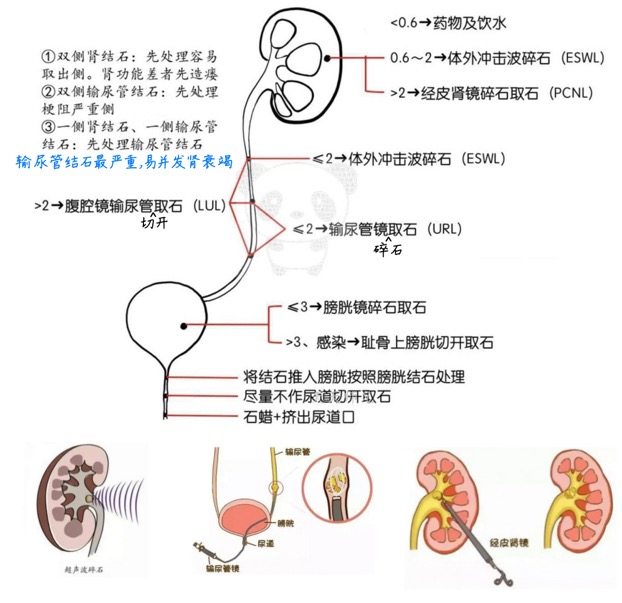 <0.6→药物及饮水
①双侧肾结石：先处理容易
取出侧。肾功能差者先造瘘
②双侧输尿管结石：先处理
梗阻严重侧
③一侧肾结石、一侧输尿管
结石：先处理输尿管结石
输尿管结石最严重,易并发肾衰竭
0.6～2→体外冲击波碎石（ESWL）
>2→经皮肾镜碎石取石（PCNL）
≤2→体外冲击波碎石（ESWL）
>2→腹腔镜输尿管取石（LUL）
切开
≤2→输尿管镜取石（URL）
碎石
≤3→膀胱镜碎石取石
>3、感染→耻骨上膀胱切开取石
将结石推入膀胱按照膀胱结石处理
尽量不作尿道切开取石
石蜡+挤出尿道口
超声波碎石
输尿管
膀胱
尿道
输尿管镜
经皮肾镜